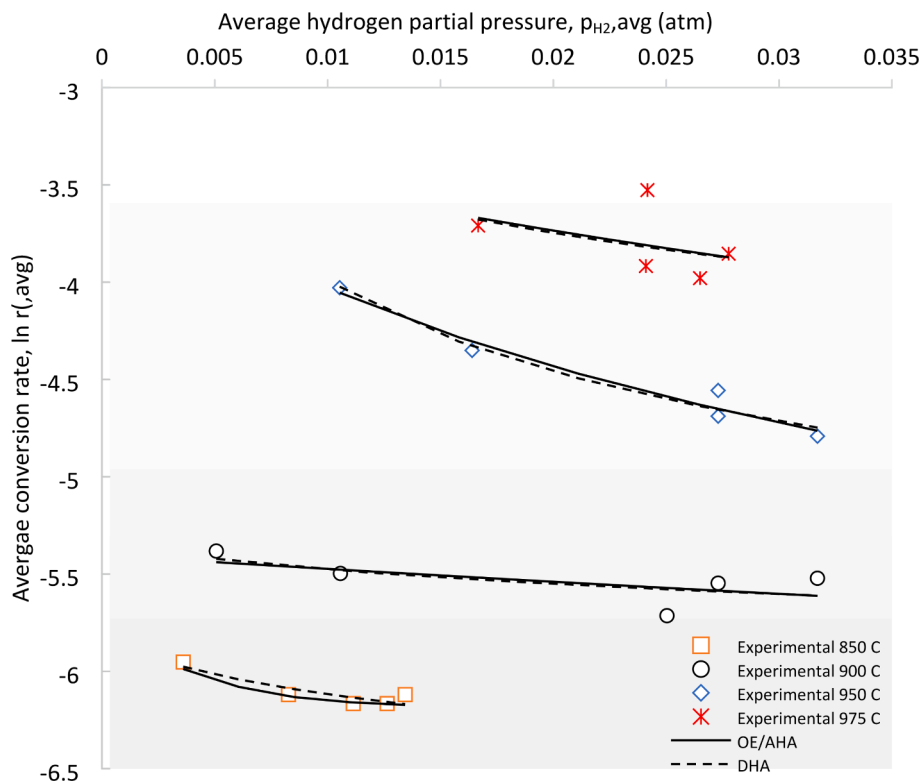 Average hydrogen partial pressure, pH2,avg (atm)
0 0.005 0.01 0.015 0.02 0.025 0.03 0.035
-3
-3.5
-4
-4.5
-5
-5.5
-6
-6.5
Avergae conversion rate, ln r(,avg)
Experimental 850 C
Experimental 900 C
Experimental 950 C
Experimental 975 C
OE/AHA
DHA